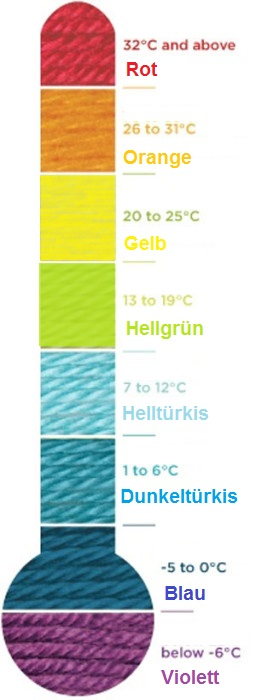 32°C and above
Rot
26 to 31°C
Orange
20 to 25°C
Gelb
13 to 19°C
Hellgrün
7 to 12°C
Helltürkis
1 to 6°C
Dunkeltürkis
-5 to 0°C
Blau
below -6°C
Violett